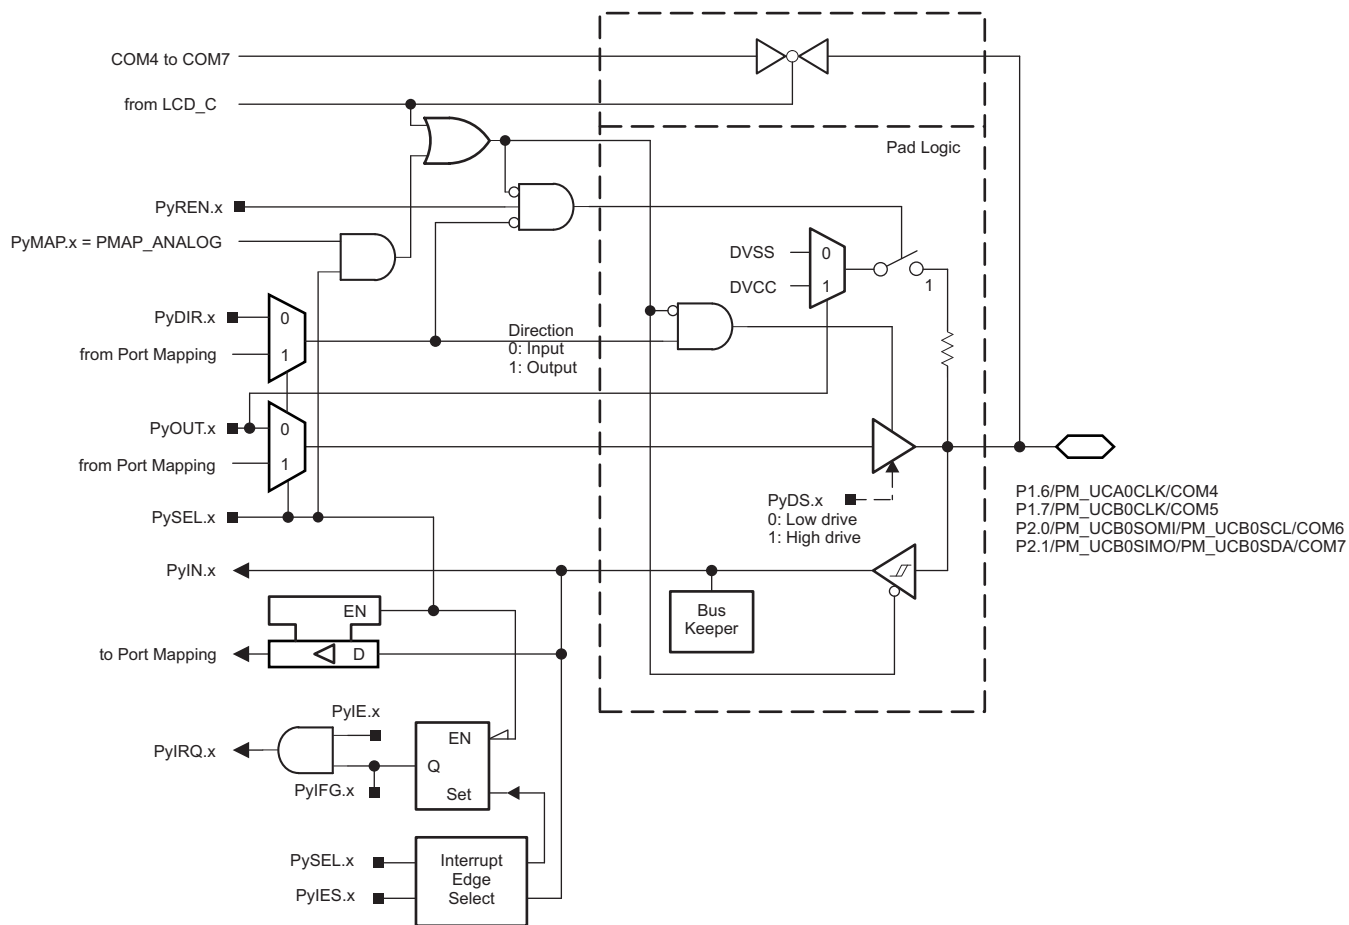 COM4 to COM7
from LCD_C
Pad Logic
PyREN.x
PyMAP.x = PMAP_ANALOG
DVSS
0
DVCC
1
1
PyDIR.x
0
from Port Mapping
1
Direction
0: Input
1: Output
PyOUT.x
0
from Port Mapping
1
PyDS.x
0: Low drive
1: High drive
P1.6/PM_UCA0CLK/COM4
P1.7/PM_UCB0CLK/COM5
P2.0/PM_UCB0SOMI/PM_UCB0SCL/COM6
P2.1/PM_UCB0SIMO/PM_UCB0SDA/COM7
PySEL.x
PyIN.x
Bus
Keeper
EN
to Port Mapping
D
PyIE.x
PyIRQ.x
EN
Q
PyIFG.x
Set
PySEL.x
PyIES.x
Interrupt
Edge
Select